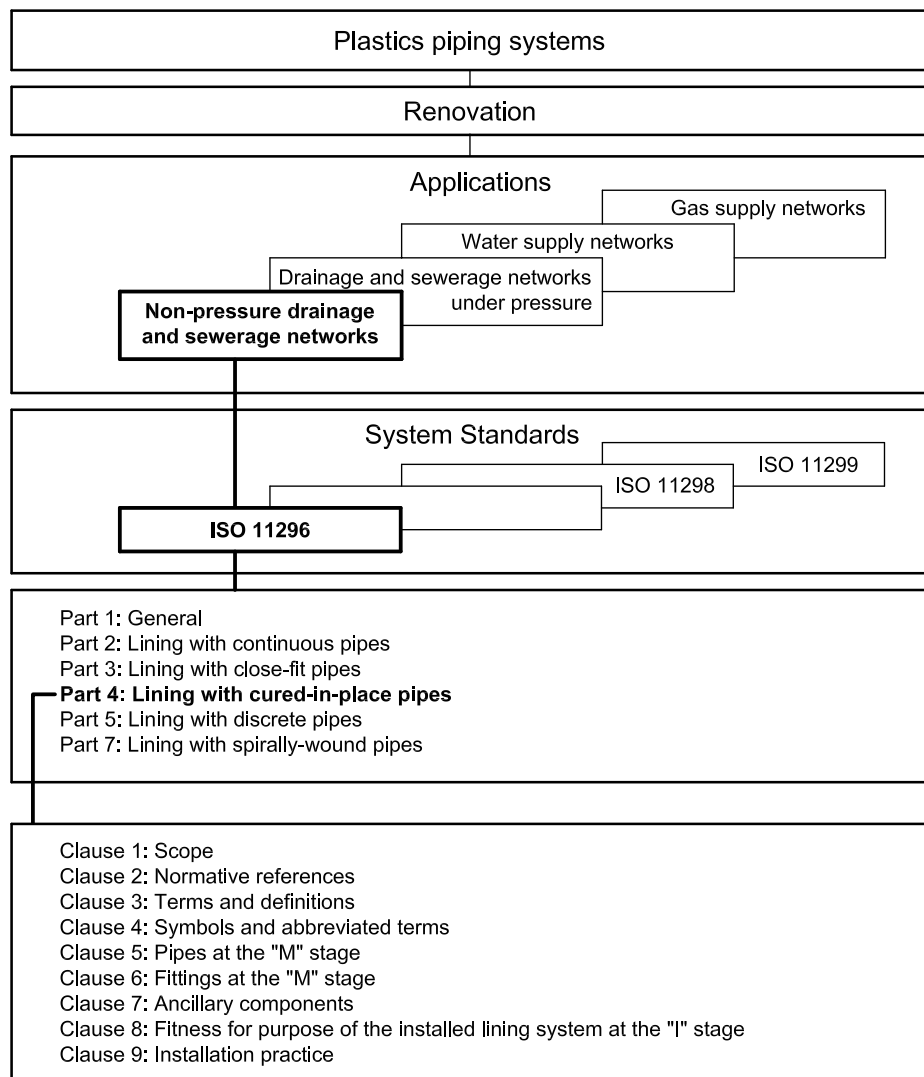 Plastics piping systems
Renovation
Applications
Gas supply networks
Water supply networks
Drainage and sewerage networks
under pressure
Non-pressure drainage
and sewerage networks
System Standards
ISO 11299
ISO 11298
ISO 11296
Part 1: General
Part 2: Lining with continuous pipes
Part 3: Lining with close-fit pipes
Part 4: Lining with cured-in-place pipes
Part 5: Lining with discrete pipes
Part 7: Lining with spirally-wound pipes
Clause 1: Scope
Clause 2: Normative references
Clause 3: Terms and definitions
Clause 4: Symbols and abbreviated terms
Clause 5: Pipes at the "M" stage
Clause 6: Fittings at the "M" stage
Clause 7: Ancillary components
Clause 8: Fitness for purpose of the installed lining system at the "I" stage
Clause 9: Installation practice